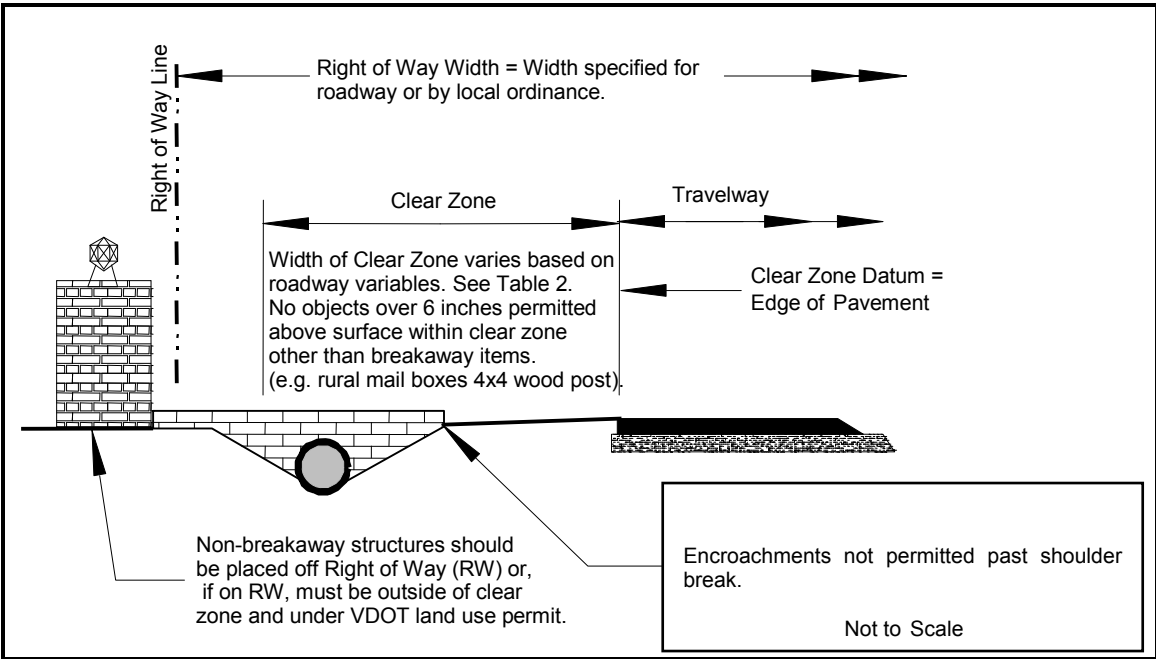 Right of Way Line
Right of Way Width = Width specified for
roadway or by local ordinance.
Clear Zone
Travelway
Width of Clear Zone varies based on
roadway variables. See Table 2.
No objects over 6 inches permitted
above surface within clear zone
other than breakaway items.
(e.g. rural mail boxes 4x4 wood post).
Clear Zone Datum =
Edge of Pavement
Non-breakaway structures should
be placed off Right of Way (RW) or,
if on RW, must be outside of clear
zone and under VDOT land use permit.
Encroachments not permitted past shoulder
break.
Not to Scale